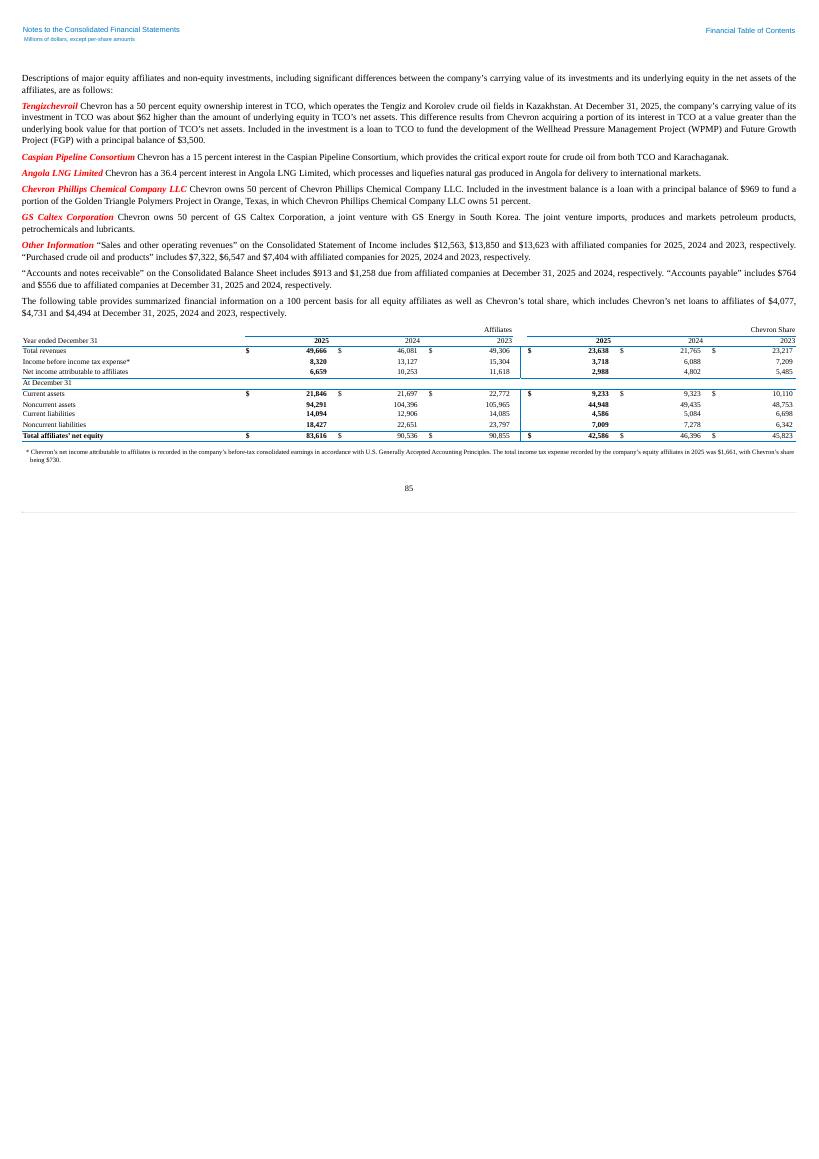 Notes to the Consolidated Financial Statements
Financial Table of Contents
Millions of dollars, except per-share amounts
Descriptions of major equity affiliates and non-equity investments, including significant differences between the company’s carrying value of its investments and its underlying equity in the net assets of the
affiliates, are as follows:
Tengizchevroil Chevron has a 50 percent equity ownership interest in TCO, which operates the Tengiz and Korolev crude oil fields in Kazakhstan. At December 31, 2025, the company’s carrying value of its
investment in TCO was about $62 higher than the amount of underlying equity in TCO’s net assets. This difference results from Chevron acquiring a portion of its interest in TCO at a value greater than the
underlying book value for that portion of TCO’s net assets. Included in the investment is a loan to TCO to fund the development of the Wellhead Pressure Management Project (WPMP) and Future Growth
Project (FGP) with a principal balance of $3,500.
Caspian Pipeline Consortium Chevron has a 15 percent interest in the Caspian Pipeline Consortium, which provides the critical export route for crude oil from both TCO and Karachaganak.
Angola LNG Limited Chevron has a 36.4 percent interest in Angola LNG Limited, which processes and liquefies natural gas produced in Angola for delivery to international markets.
Chevron Phillips Chemical Company LLC Chevron owns 50 percent of Chevron Phillips Chemical Company LLC. Included in the investment balance is a loan with a principal balance of $969 to fund a
portion of the Golden Triangle Polymers Project in Orange, Texas, in which Chevron Phillips Chemical Company LLC owns 51 percent.
GS Caltex Corporation Chevron owns 50 percent of GS Caltex Corporation, a joint venture with GS Energy in South Korea. The joint venture imports, produces and markets petroleum products,
petrochemicals and lubricants.
Other Information “Sales and other operating revenues” on the Consolidated Statement of Income includes $12,563, $13,850 and $13,623 with affiliated companies for 2025, 2024 and 2023, respectively.
“Purchased crude oil and products” includes $7,322, $6,547 and $7,404 with affiliated companies for 2025, 2024 and 2023, respectively.
“Accounts and notes receivable” on the Consolidated Balance Sheet includes $913 and $1,258 due from affiliated companies at December 31, 2025 and 2024, respectively. “Accounts payable” includes $764
and $556 due to affiliated companies at December 31, 2025 and 2024, respectively.
The following table provides summarized financial information on a 100 percent basis for all equity affiliates as well as Chevron’s total share, which includes Chevron’s net loans to affiliates of $4,077,
$4,731 and $4,494 at December 31, 2025, 2024 and 2023, respectively.
Affiliates Chevron Share
Year ended December 31 2025 2024 2023 2025 2024 2023
Total revenues $ 49,666 $ 46,081 $ 49,306 $ 23,638 $ 21,765 $ 23,217
Income before income tax expense* 8,320 13,127 15,304 3,718 6,088 7,209
Net income attributable to affiliates 6,659 10,253 11,618 2,988 4,802 5,485
At December 31
Current assets $ 21,846 $ 21,697 $ 22,772 $ 9,233 $ 9,323 $ 10,110
Noncurrent assets 94,291 104,396 105,965 44,948 49,435 48,753
Current liabilities 14,094 12,906 14,085 4,586 5,084 6,698
Noncurrent liabilities 18,427 22,651 23,797 7,009 7,278 6,342
Total affiliates’ net equity $ 83,616 $ 90,536 $ 90,855 $ 42,586 $ 46,396 $ 45,823
* Chevron’s net income attributable to affiliates is recorded in the company’s before-tax consolidated earnings in accordance with U.S. Generally Accepted Accounting Principles. The total income tax expense recorded by the company’s equity affiliates in 2025 was $1,661, with Chevron’s share
being $730.
85